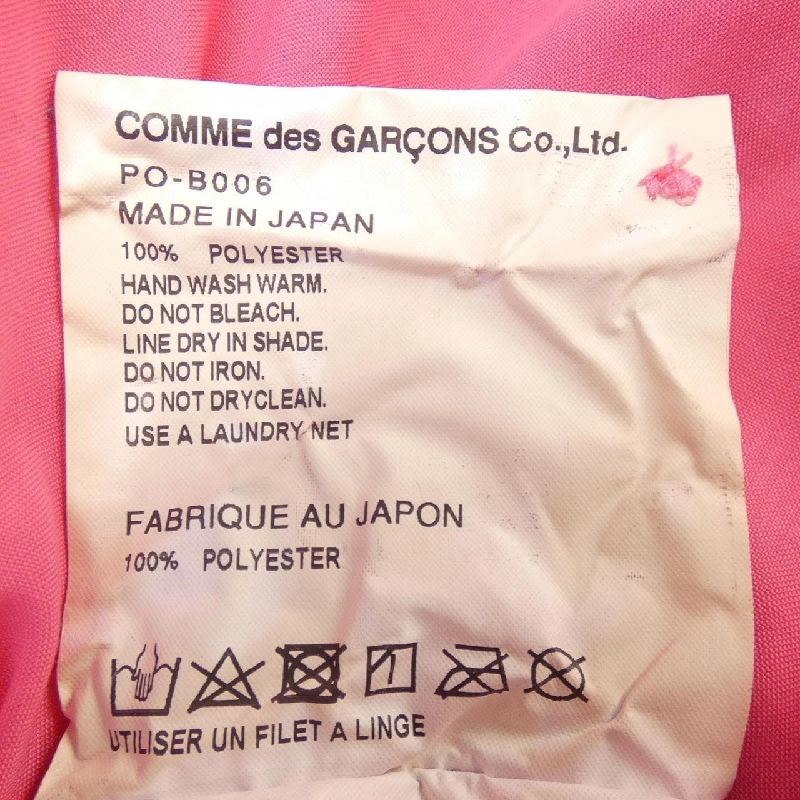 COMME des GARÇONS Co.,Ltd.
PO-B006
MADE IN JAPAN
100% POLYESTER
HAND WASH WARM.
DO NOT BLEACH.
LINE DRY IN SHADE.
DO NOT IRON.
DO NOT DRYCLEAN.
USE A LAUNDRY NET
FABRIQUE AU JAPON
100% POLYESTER
UTILISER UN FILET A LINGE